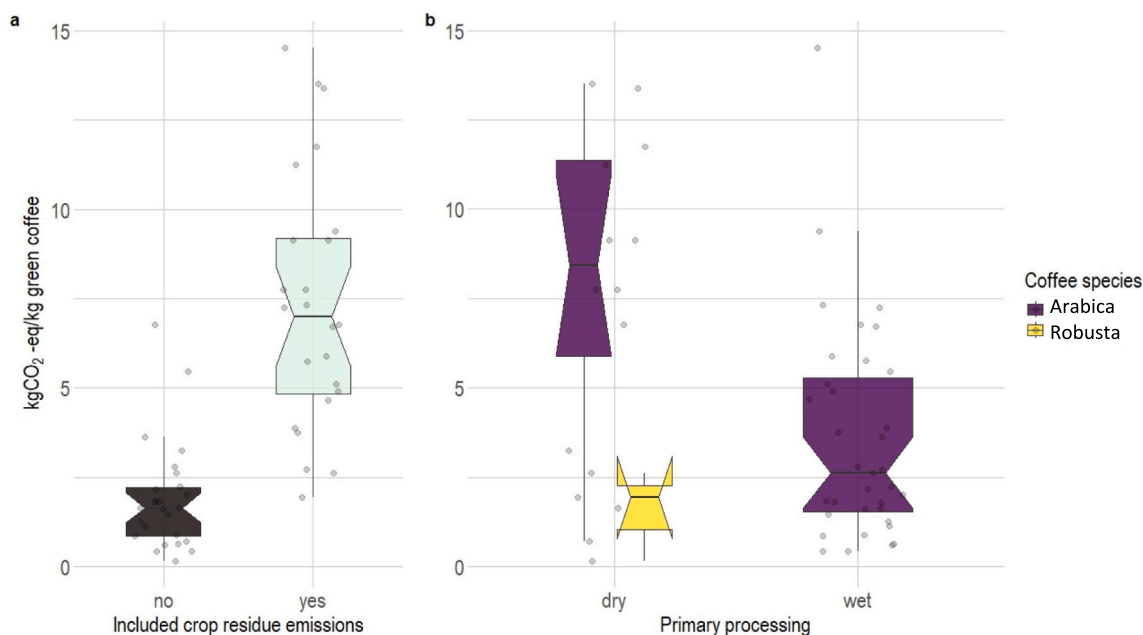 a
b
15
10
5
0
kgCO2 -eq/kg green coffee
no
yes
Included crop residue emissions
15
10
5
0
dry
wet
Primary processing
Coffee species
Arabica
Robusta